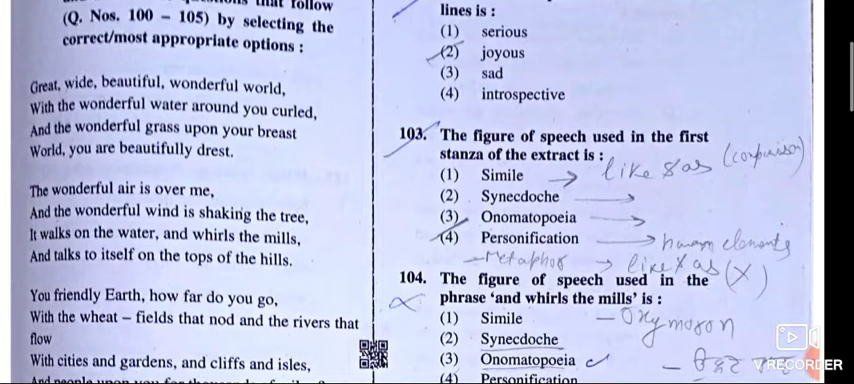 that follow
(Q. Nos. 100 – 105) by selecting the
correct/most appropriate options :
Great, wide, beautiful, wonderful world,
With the wonderful water around you curled,
And the wonderful grass upon your breast
World, you are beautifully drest.
The wonderful air is over me,
And the wonderful wind is shaking the tree,
It walks on the water, and whirls the mills,
And talks to itself on the tops of the hills.
You friendly Earth, how far do you go,
With the wheat – fields that nod and the rivers that
flow
With cities and gardens, and cliffs and isles,
lines is :
(1) serious
(2) joyous
(3) sad
(4) introspective
103. The figure of speech used in the first
stanza of the extract is :
(1) Simile → like & as (comparison)
(2) Synecdoche →
(3) Onomatopoeia →
(4) Personification → human elements
– Metaphor → like & as (X)
104. The figure of speech used in the
phrase ‘and whirls the mills’ is :
(1) Simile – Oxymoron
(2) Synecdoche
(3) Onomatopoeia
(4) Personification
V RECORDER